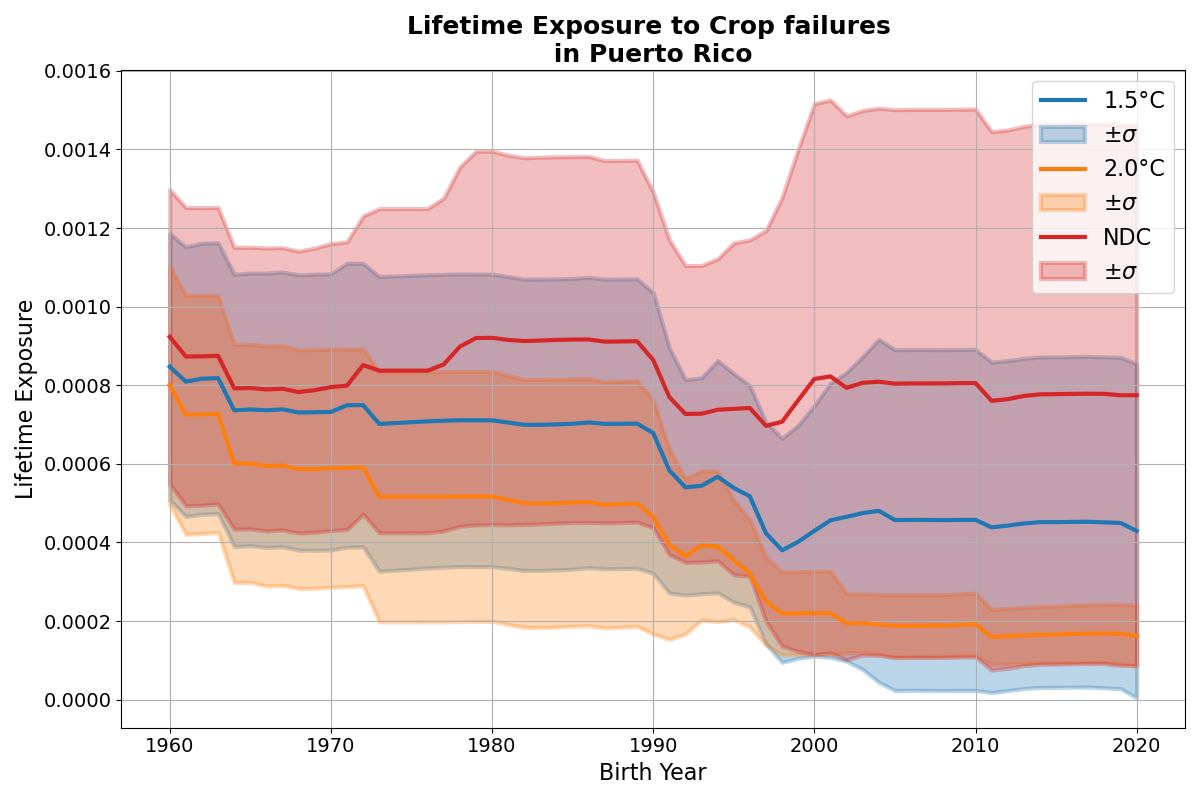 Lifetime Exposure to Crop failures
in Puerto Rico
Lifetime Exposure
0.0016
0.0014
0.0012
0.0010
0.0008
0.0006
0.0004
0.0002
0.0000
1.5°C
±σ
2.0°C
±σ
NDC
±σ
1960 1970 1980 1990 2000 2010 2020
Birth Year